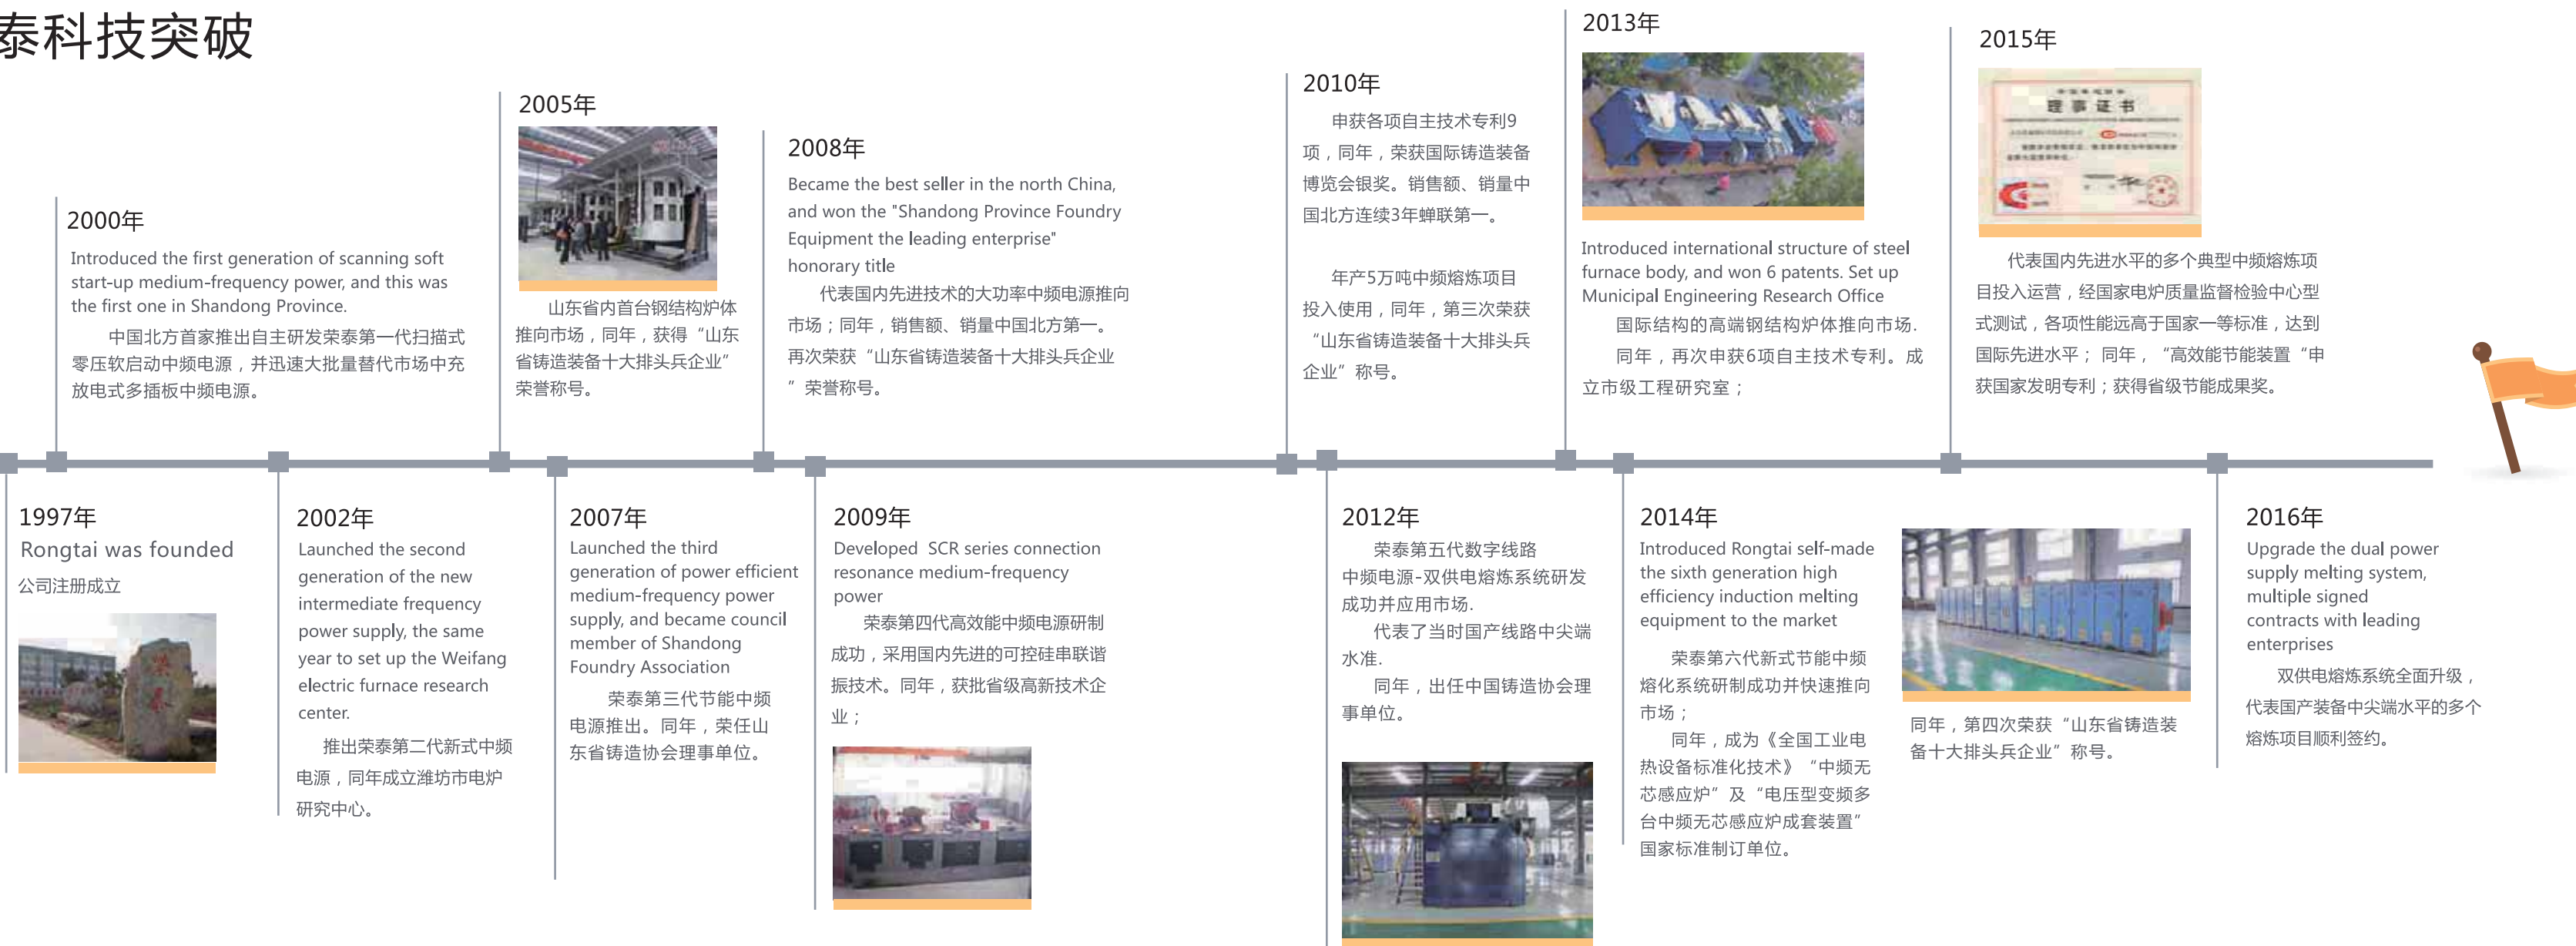 泰科技突破
1997年
Rongtai was founded
公司注册成立
2000年
Introduced the first generation of scanning soft
start-up medium-frequency power, and this was
the first one in Shandong Province.
中国北方首家推出自主研发荣泰第一代扫描式
零压软启动中频电源，并迅速大批量替代市场中充
放电式多插板中频电源。
2002年
Launched the second
generation of the new
intermediate frequency
power supply, the same
year to set up the Weifang
electric furnace research
center.
推出荣泰第二代新式中频
电源，同年成立潍坊市电炉
研究中心。
2005年
山东省内首台钢结构炉体
推向市场，同年，获得“山东
省铸造装备十大排头兵企业”
荣誉称号。
2007年
Launched the third
generation of power efficient
medium-frequency power
supply, and became council
member of Shandong
Foundry Association
荣泰第三代节能中频
电源推出。同年，荣任山
东省铸造协会理事单位。
2008年
Became the best seller in the north China,
and won the "Shandong Province Foundry
Equipment the leading enterprise"
honorary title
代表国内先进技术的大功率中频电源推向
市场；同年，销售额、销量中国北方第一。
再次荣获“山东省铸造装备十大排头兵企业
”荣誉称号。
2009年
Developed  SCR series connection
resonance medium-frequency
power
荣泰第四代高效能中频电源研制
成功，采用国内先进的可控硅串联谐
振技术。同年，获批省级高新技术企
业；
2010年
申获各项自主技术专利9
项，同年，荣获国际铸造装备
博览会银奖。销售额、销量中
国北方连续3年蝉联第一。
年产5万吨中频熔炼项目
投入使用，同年，第三次荣获
“山东省铸造装备十大排头兵
企业”称号。
2012年
荣泰第五代数字线路
中频电源-双供电熔炼系统研发
成功并应用市场.
代表了当时国产线路中尖端
水准.
同年，出任中国铸造协会理
事单位。
2013年
Introduced international structure of steel
furnace body, and won 6 patents. Set up
Municipal Engineering Research Office
国际结构的高端钢结构炉体推向市场.
同年，再次申获6项自主技术专利。成
立市级工程研究室；
2014年
Introduced Rongtai self-made
the sixth generation high
efficiency induction melting
equipment to the market
荣泰第六代新式节能中频
熔化系统研制成功并快速推向
市场；
同年，成为《全国工业电
热设备标准化技术》“中频无
芯感应炉”及“电压型变频多
台中频无芯感应炉成套装置”
国家标准制订单位。
同年，第四次荣获“山东省铸造装
备十大排头兵企业”称号。
2015年
理事证书
代表国内先进水平的多个典型中频熔炼项
目投入运营，经国家电炉质量监督检验中心型
式测试，各项性能远高于国家一等标准，达到
国际先进水平； 同年，“高效能节能装置“申
获国家发明专利；获得省级节能成果奖。
2016年
Upgrade the dual power
supply melting system,
multiple signed
contracts with leading
enterprises
双供电熔炼系统全面升级，
代表国产装备中尖端水平的多个
熔炼项目顺利签约。